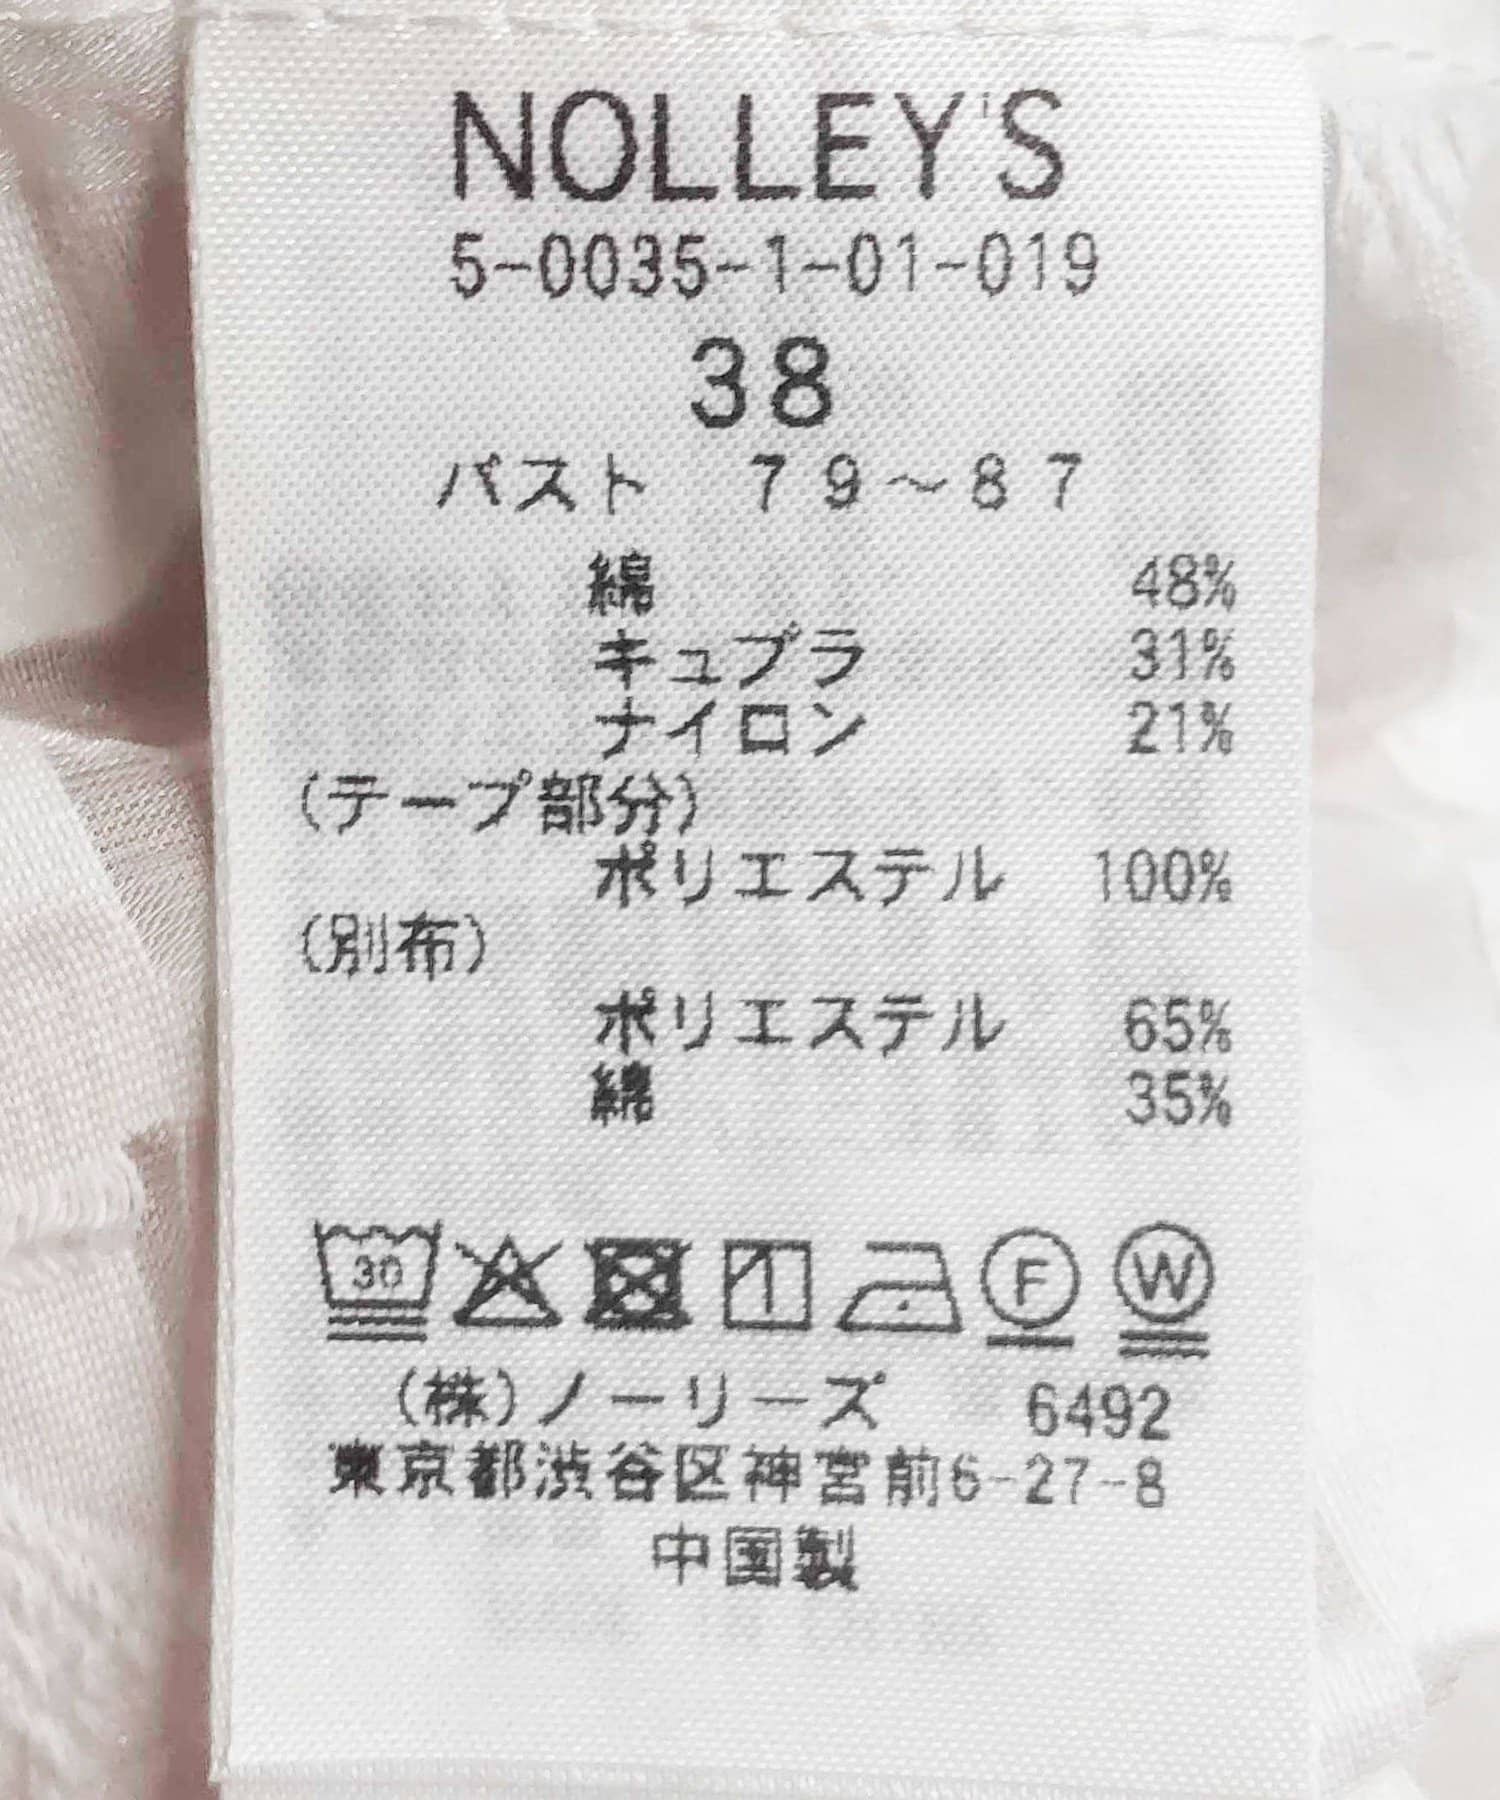 NOLLEY'S
5-0035-1-01-019
38
バスト 79〜87
綿 48%
キュプラ 31%
ナイロン 21%
(テープ部分)
ポリエステル 100%
(別布)
ポリエステル 65%
綿 35%
30 1 F W
(株)ノーリーズ 6492
東京都渋谷区神宮前6-27-8
中国製